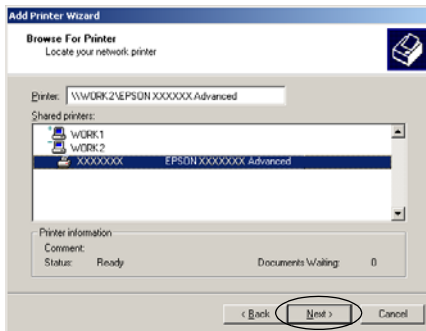 Add Printer Wizard
Browse For Printer
Locate your network printer
Printer: \\WORK2\EPSON XXXXXX Advanced
Shared printers:
WORK1
WORK2
XXXXXXX EPSON XXXXXXX Advanced
Printer information
Comment:
Status: Ready Documents Waiting: 0
< Back Next > Cancel